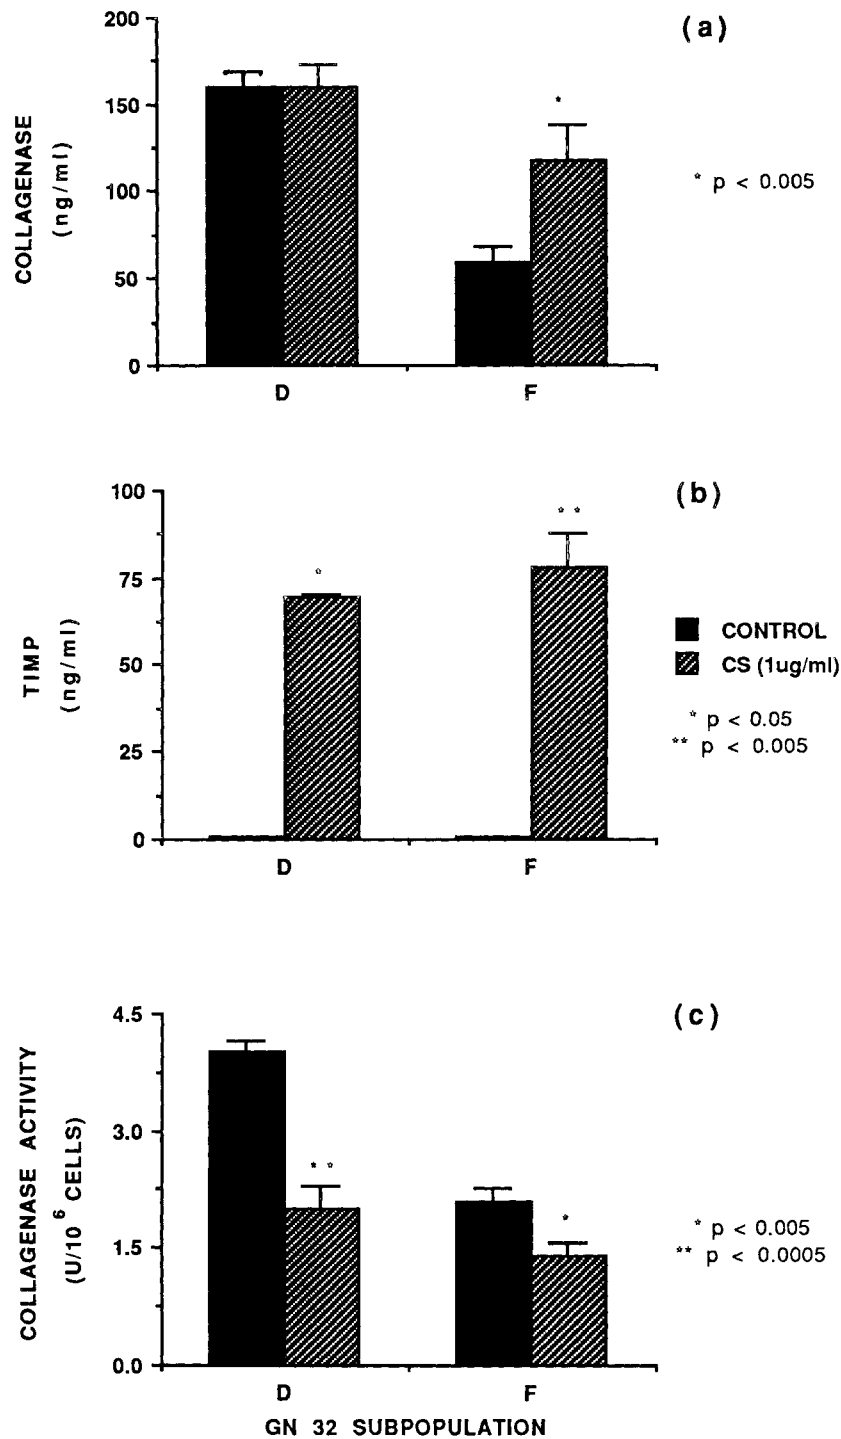 (a)
200
150
100
50
0
COLLAGENASE
(ng/ml)
*
* p < 0.005
D F
(b)
100
75
50
25
0
TIMP
(ng/ml)
*
**
CONTROL
CS (1ug/ml)
* p < 0.05
** p < 0.005
D F
(c)
4.5
3.0
1.5
0.0
COLLAGENASE ACTIVITY
(U/10⁶ CELLS)
**
*
* p < 0.005
** p < 0.0005
D F
GN 32 SUBPOPULATION